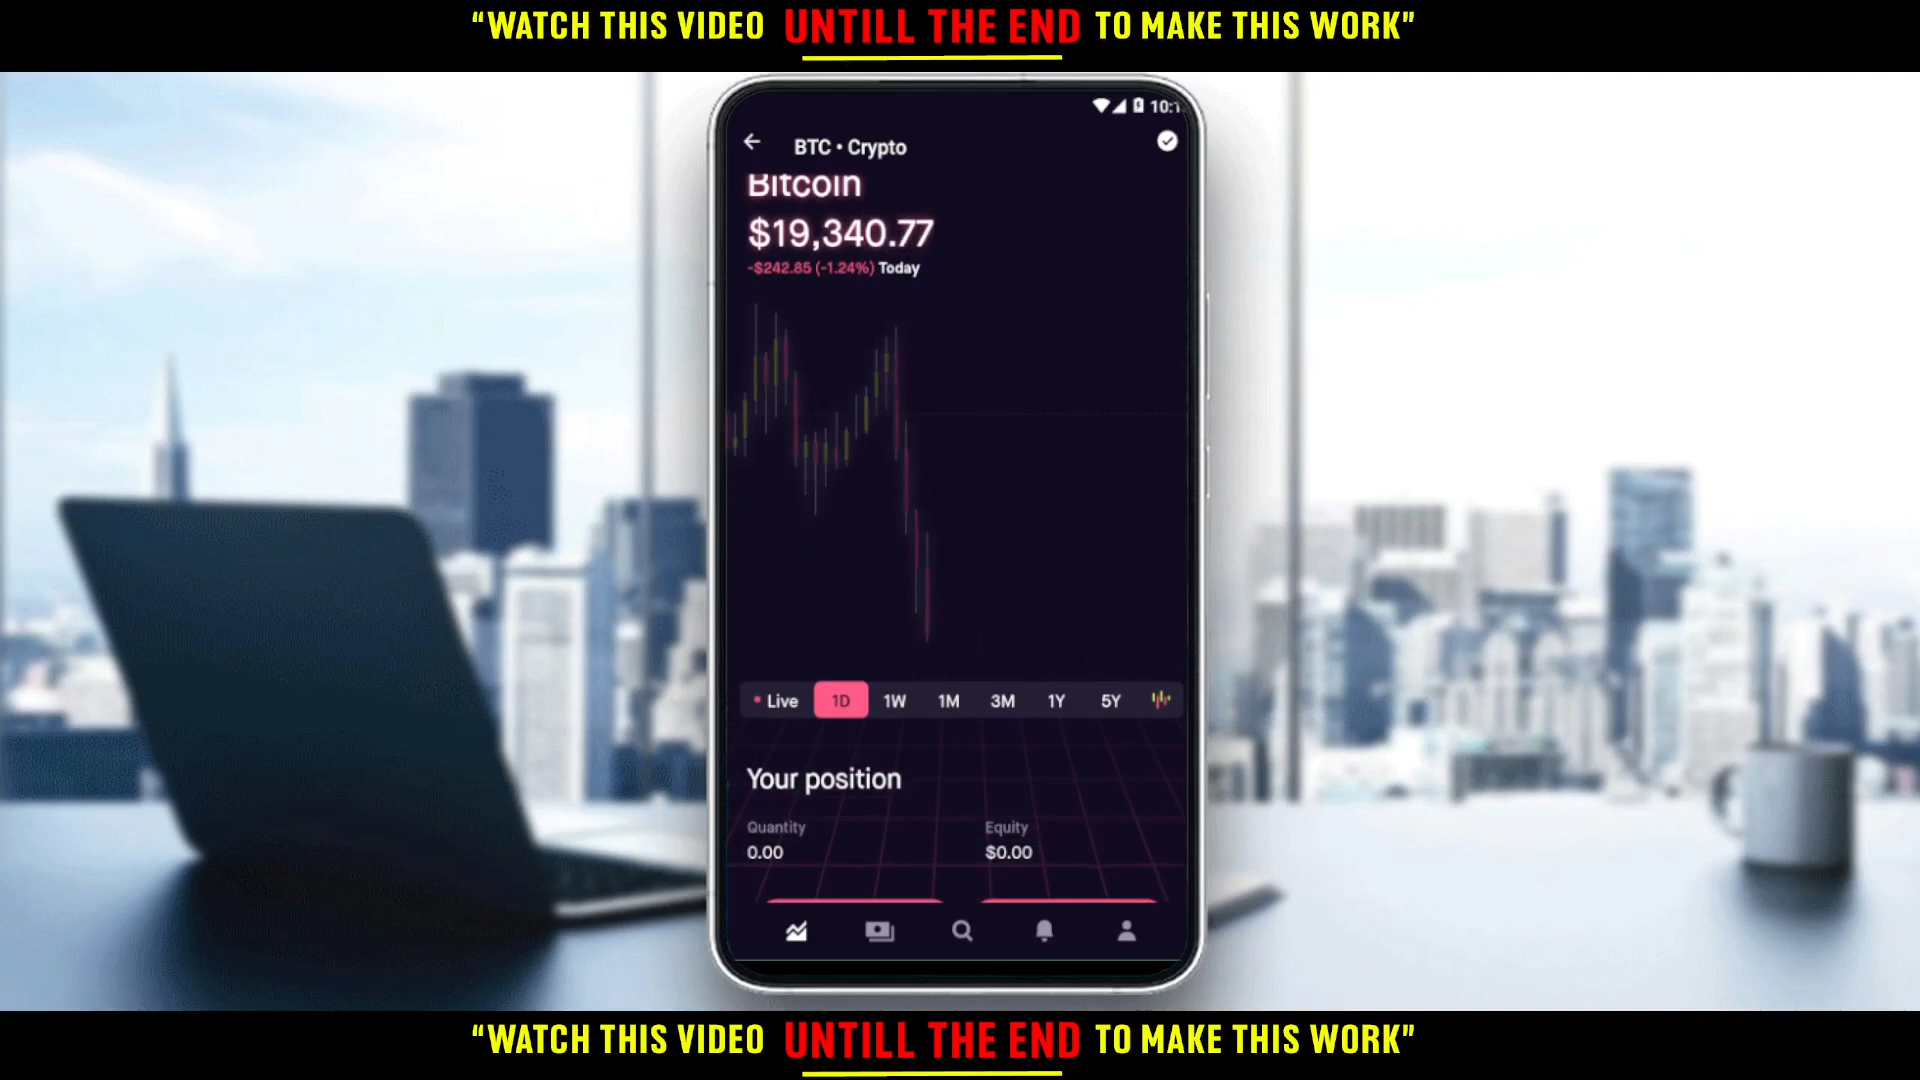 “WATCH THIS VIDEO UNTILL THE END TO MAKE THIS WORK”
BTC • Crypto
Bitcoin
$19,340.77
-$242.85 (-1.24%) Today
Live 1D 1W 1M 3M 1Y 5Y
Your position
Quantity Equity
0.00 $0.00
“WATCH THIS VIDEO UNTILL THE END TO MAKE THIS WORK”